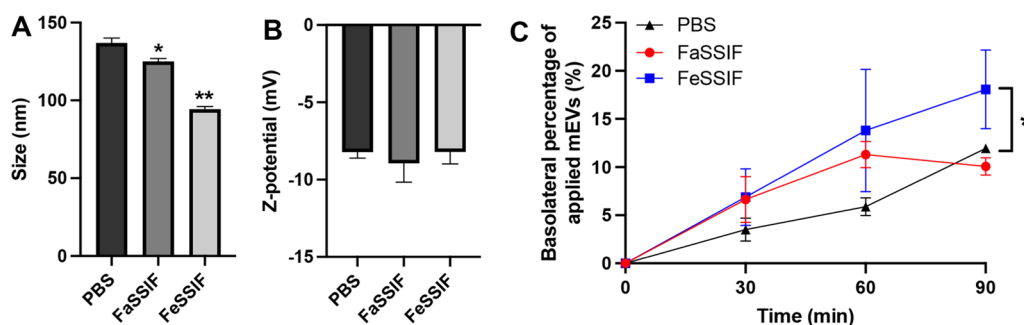 A
Size (nm)
150
100
50
0
*
**
PBS
FaSSIF
FeSSIF
B
Z-potential (mV)
0
-5
-10
-15
PBS
FaSSIF
FeSSIF
C
Basolateral percentage of
applied mEVs (%)
25
20
15
10
5
0
PBS
FaSSIF
FeSSIF
*
0
30
60
90
Time (min)